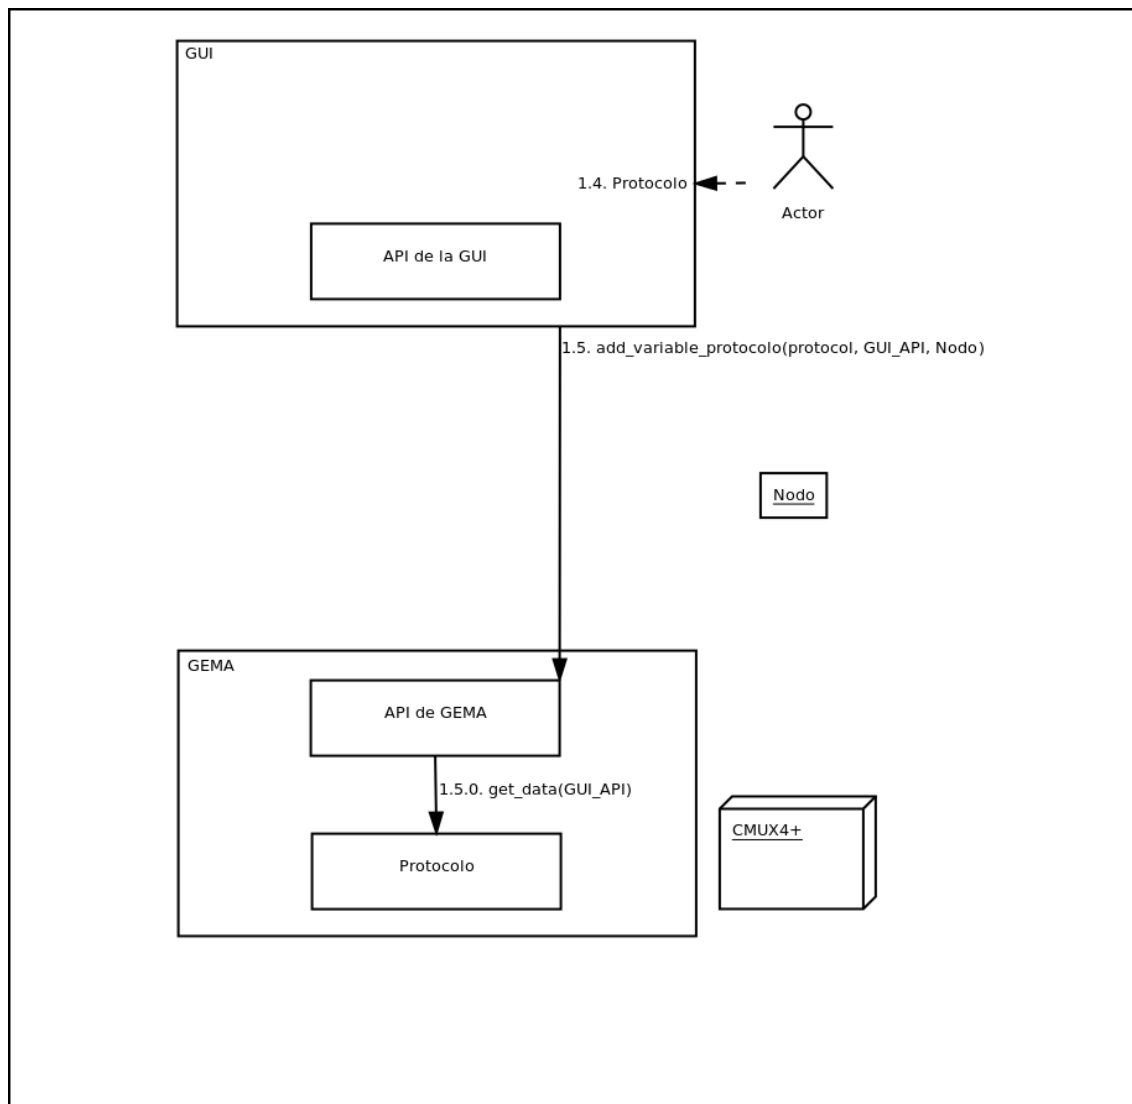 GUI
1.4. Protocolo
Actor
API de la GUI
1.5. add_variable_protocolo(protocol, GUI_API, Nodo)
Nodo
GEMA
API de GEMA
1.5.0. get_data(GUI_API)
CMUX4+
Protocolo